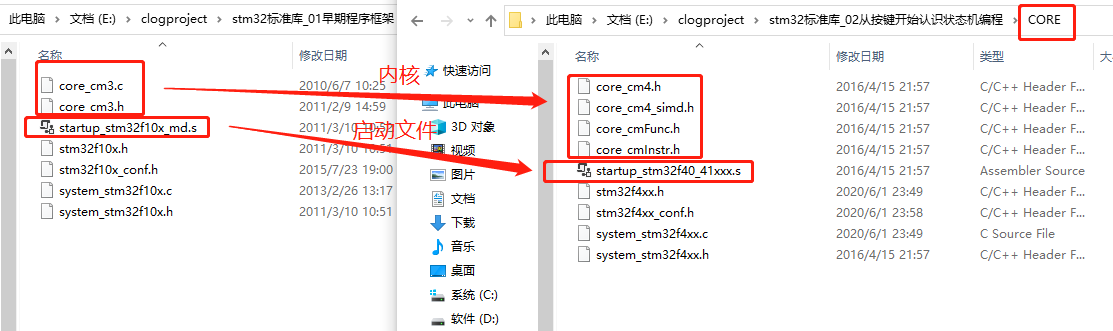 此电脑 › 文档 (E:) › clogproject › stm32标准库_01早期程序框架
名称 修改日期
core_cm3.c 2010/6/7 10:25
core_cm3.h 2011/2/9 14:59
startup_stm32f10x_md.s
stm32f10x.h
stm32f10x_conf.h 2015/7/23 19:00
system_stm32f10x.c 2013/2/26 13:17
system_stm32f10x.h 2011/3/10 10:51
内核
启动文件
此电脑 › 文档 (E:) › clogproject › stm32标准库_02从按键开始认识状态机编程 › CORE
快速访问
此电脑
3D 对象
视频
图片
文档
下载
音乐
桌面
系统 (C:)
软件 (D:)
名称 修改日期 类型 大
core_cm4.h 2016/4/15 21:57 C/C++ Header F...
core_cm4_simd.h 2016/4/15 21:57 C/C++ Header F...
core_cmFunc.h 2016/4/15 21:57 C/C++ Header F...
core_cmInstr.h 2016/4/15 21:57 C/C++ Header F...
startup_stm32f40_41xxx.s 2016/4/15 21:57 Assembler Source
stm32f4xx.h 2020/6/1 23:49 C/C++ Header F...
stm32f4xx_conf.h 2020/6/1 23:58 C/C++ Header F...
system_stm32f4xx.c 2020/6/1 23:49 C Source File
system_stm32f4xx.h 2016/4/15 21:57 C/C++ Header F...